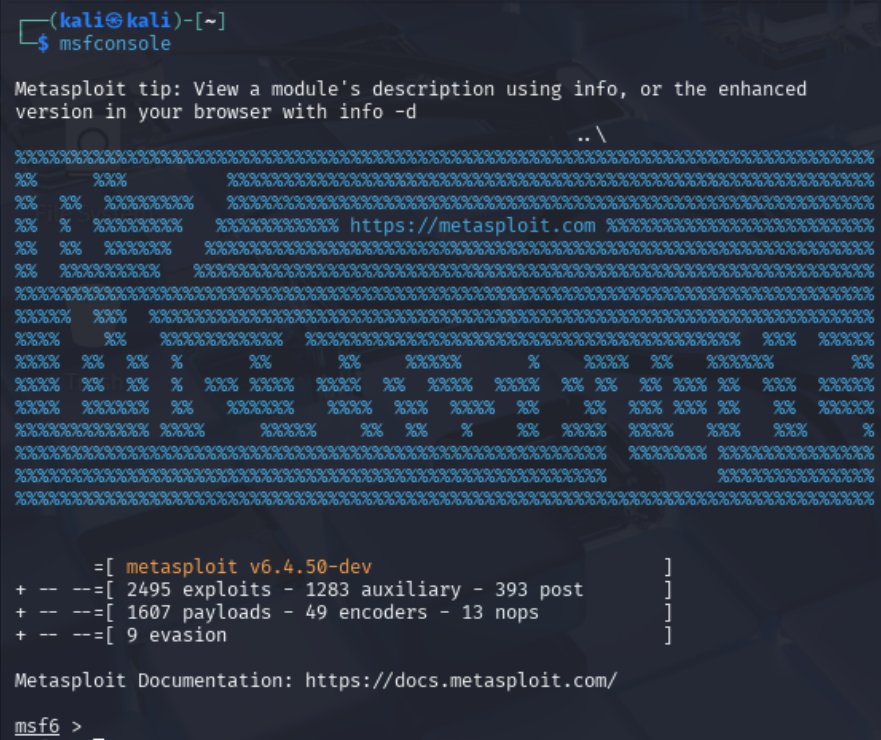 ┌──(kali㉿kali)-[~]
└─$ msfconsole
Metasploit tip: View a module's description using info, or the enhanced
version in your browser with info -d
..\
https://metasploit.com
=[ metasploit v6.4.50-dev ]
+ -- --=[ 2495 exploits - 1283 auxiliary - 393 post ]
+ -- --=[ 1607 payloads - 49 encoders - 13 nops ]
+ -- --=[ 9 evasion ]
Metasploit Documentation: https://docs.metasploit.com/
msf6 >